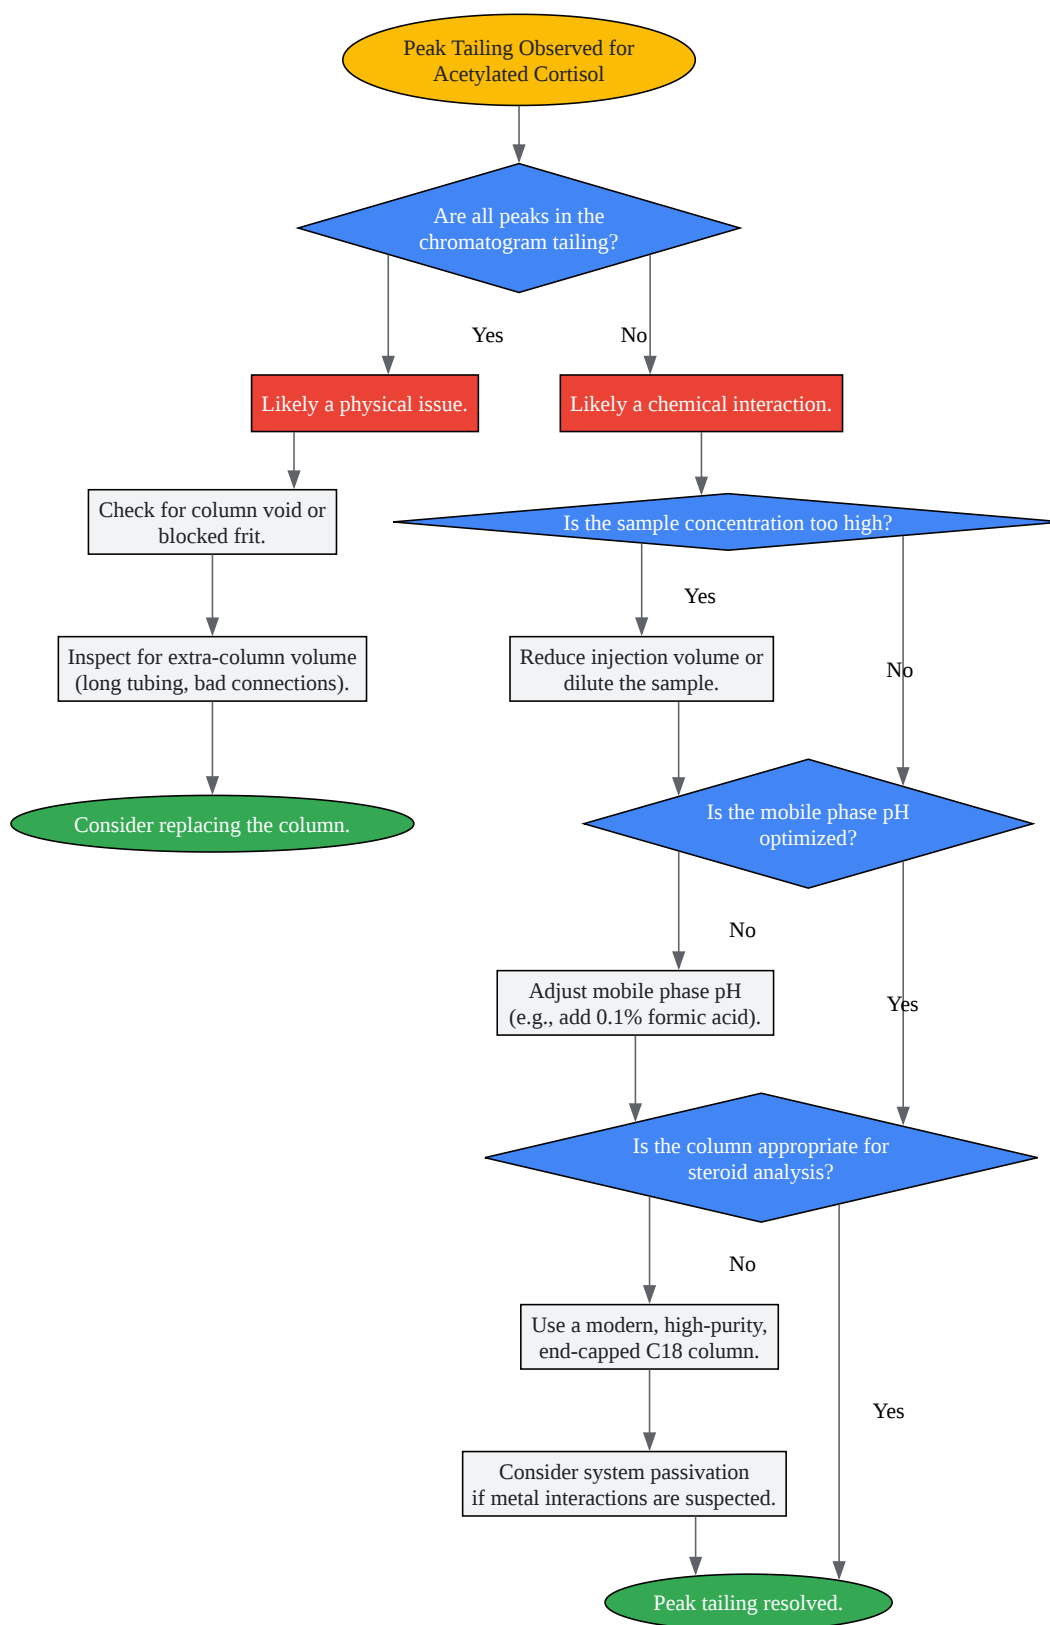 Peak Tailing Observed for
Acetylated Cortisol
Are all peaks in the
chromatogram tailing?
Yes
No
Likely a physical issue.
Likely a chemical interaction.
Check for column void or
blocked frit.
Is the sample concentration too high?
Yes
Inspect for extra-column volume
(long tubing, bad connections).
Reduce injection volume or
dilute the sample.
No
Consider replacing the column.
Is the mobile phase pH
optimized?
No
Adjust mobile phase pH
(e.g., add 0.1% formic acid).
Yes
Is the column appropriate for
steroid analysis?
No
Use a modern, high-purity,
end-capped C18 column.
Yes
Consider system passivation
if metal interactions are suspected.
Peak tailing resolved.